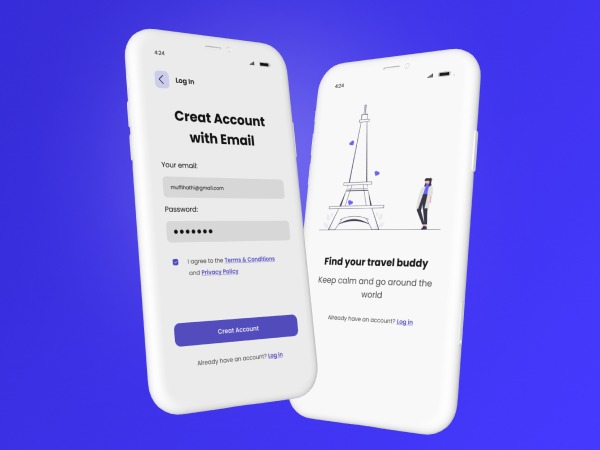 4:24
Log In
Creat Account
with Email
Your email:
muffihathi@gmail.com
Password:
I agree to the Terms & Conditions
and Privacy Policy
Creat Account
Already have an account? Log in
4:24
Find your travel buddy
Keep calm and go around the
world
Already have an account? Log in